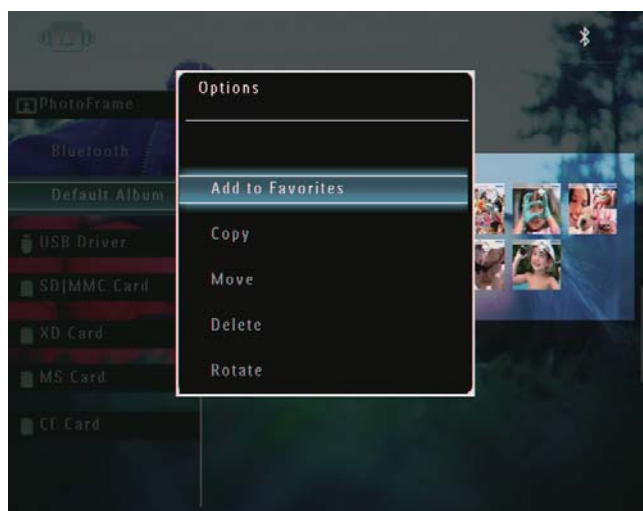 Options
PhotoFrame
Bluetooth
Default Album
USB Driver
SD|MMC Card
XD Card
MS Card
CF Card
Add to Favorites
Copy
Move
Delete
Rotate